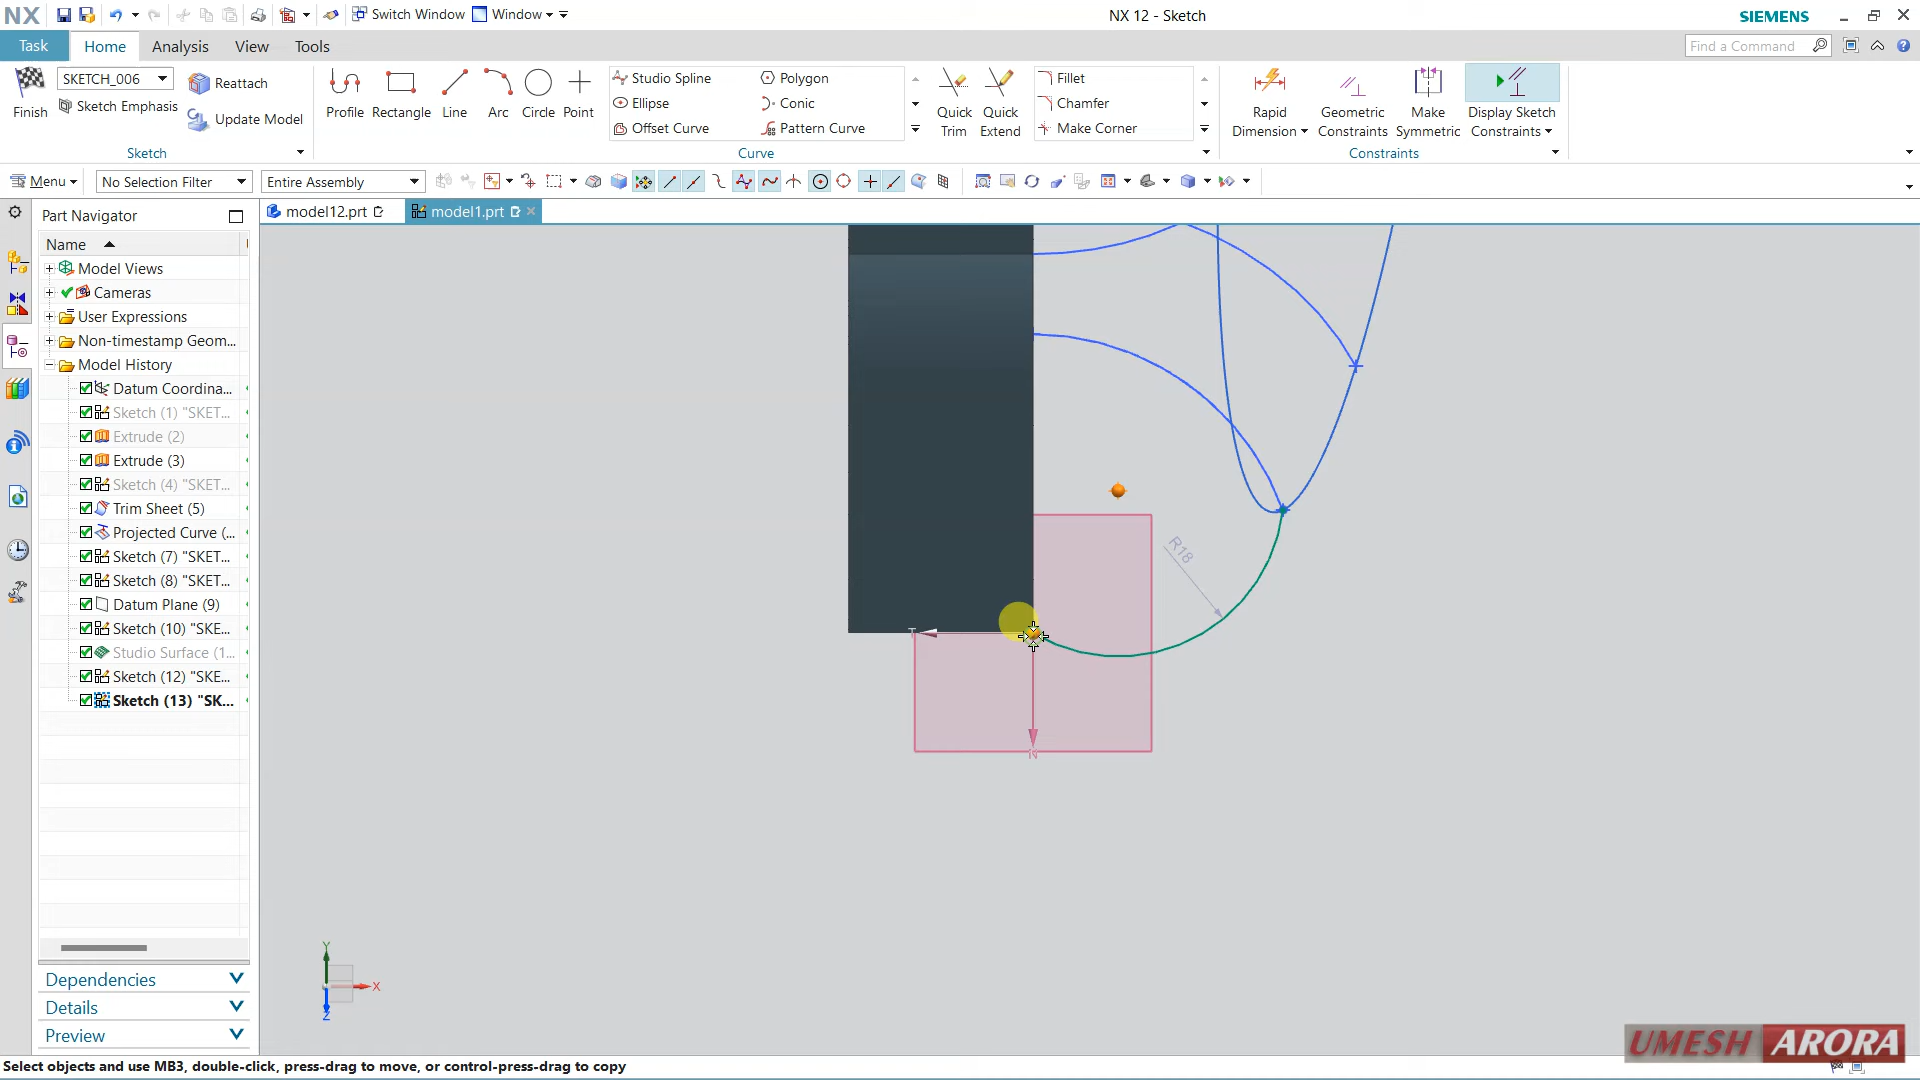 NX Switch Window Window NX 12 - Sketch SIEMENS
Task Home Analysis View Tools Find a Command
SKETCH_006
Sketch Emphasis
Finish
Reattach
Update Model
Sketch
Profile Rectangle Line Arc Circle Point
Studio Spline Polygon
Ellipse Conic
Offset Curve Pattern Curve
Quick Trim
Quick Extend
Fillet
Chamfer
Make Corner
Curve
Rapid Dimension
Geometric Constraints
Make Symmetric
Display Sketch Constraints
Constraints
Menu No Selection Filter Entire Assembly
Part Navigator
model12.prt model1.prt
Name
Model Views
Cameras
User Expressions
Non-timestamp Geom...
Model History
Datum Coordina...
Sketch (1) "SKET...
Extrude (2)
Extrude (3)
Sketch (4) "SKET...
Trim Sheet (5)
Projected Curve (...
Sketch (7) "SKET...
Sketch (8) "SKET...
Datum Plane (9)
Sketch (10) "SKE...
Studio Surface (1...
Sketch (12) "SKE...
Sketch (13) "SK...
R18
T
N
Y
X
Z
Dependencies
Details
Preview
UMESH ARORA
Select objects and use MB3, double-click, press-drag to move, or control-press-drag to copy